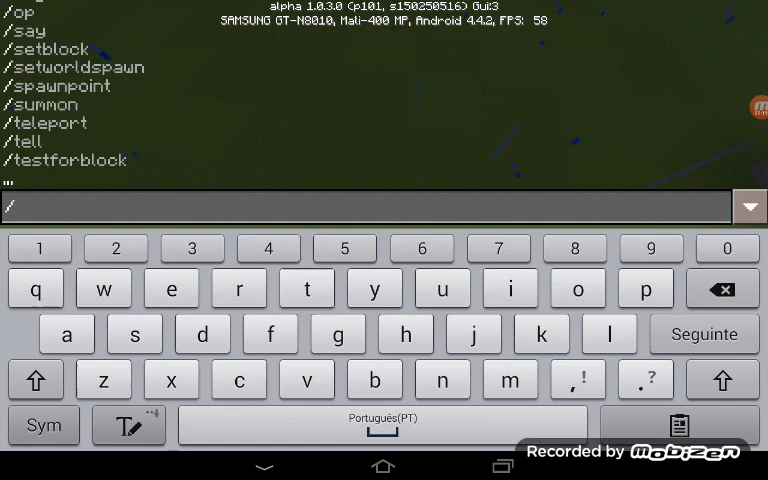 alpha 1.0.3.0 (p101, s150250516) Gui:3
SAMSUNG GT-N8010, Mali-400 MP, Android 4.4.2, FPS: 58
/op
/say
/setblock
/setworldspawn
/spawnpoint
/summon
/teleport
/tell
/testforblock
...
/
1 2 3 4 5 6 7 8 9 0
q w e r t y u i o p
a s d f g h j k l Seguinte
z x c v b n m , ! . ?
Sym T Português(PT)
Recorded by mobizen